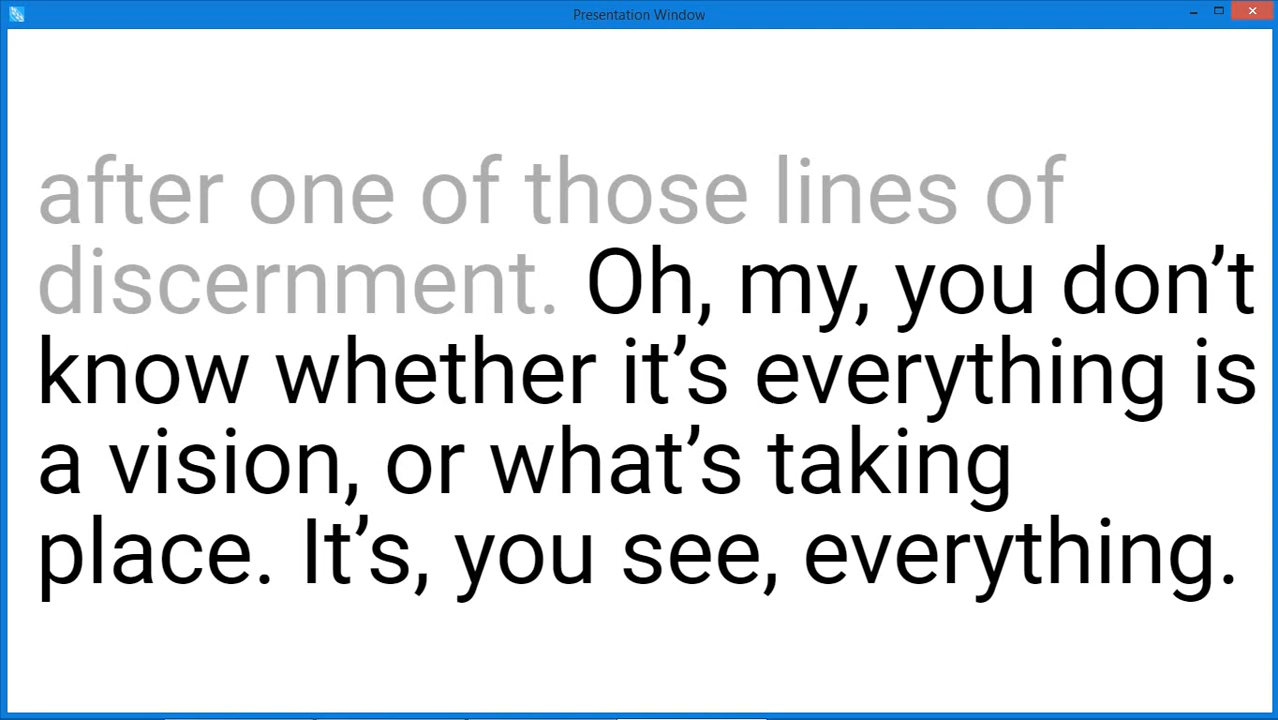 Presentation Window
after one of those lines of
discernment. Oh, my, you don’t
know whether it’s everything is
a vision, or what’s taking
place. It’s, you see, everything.